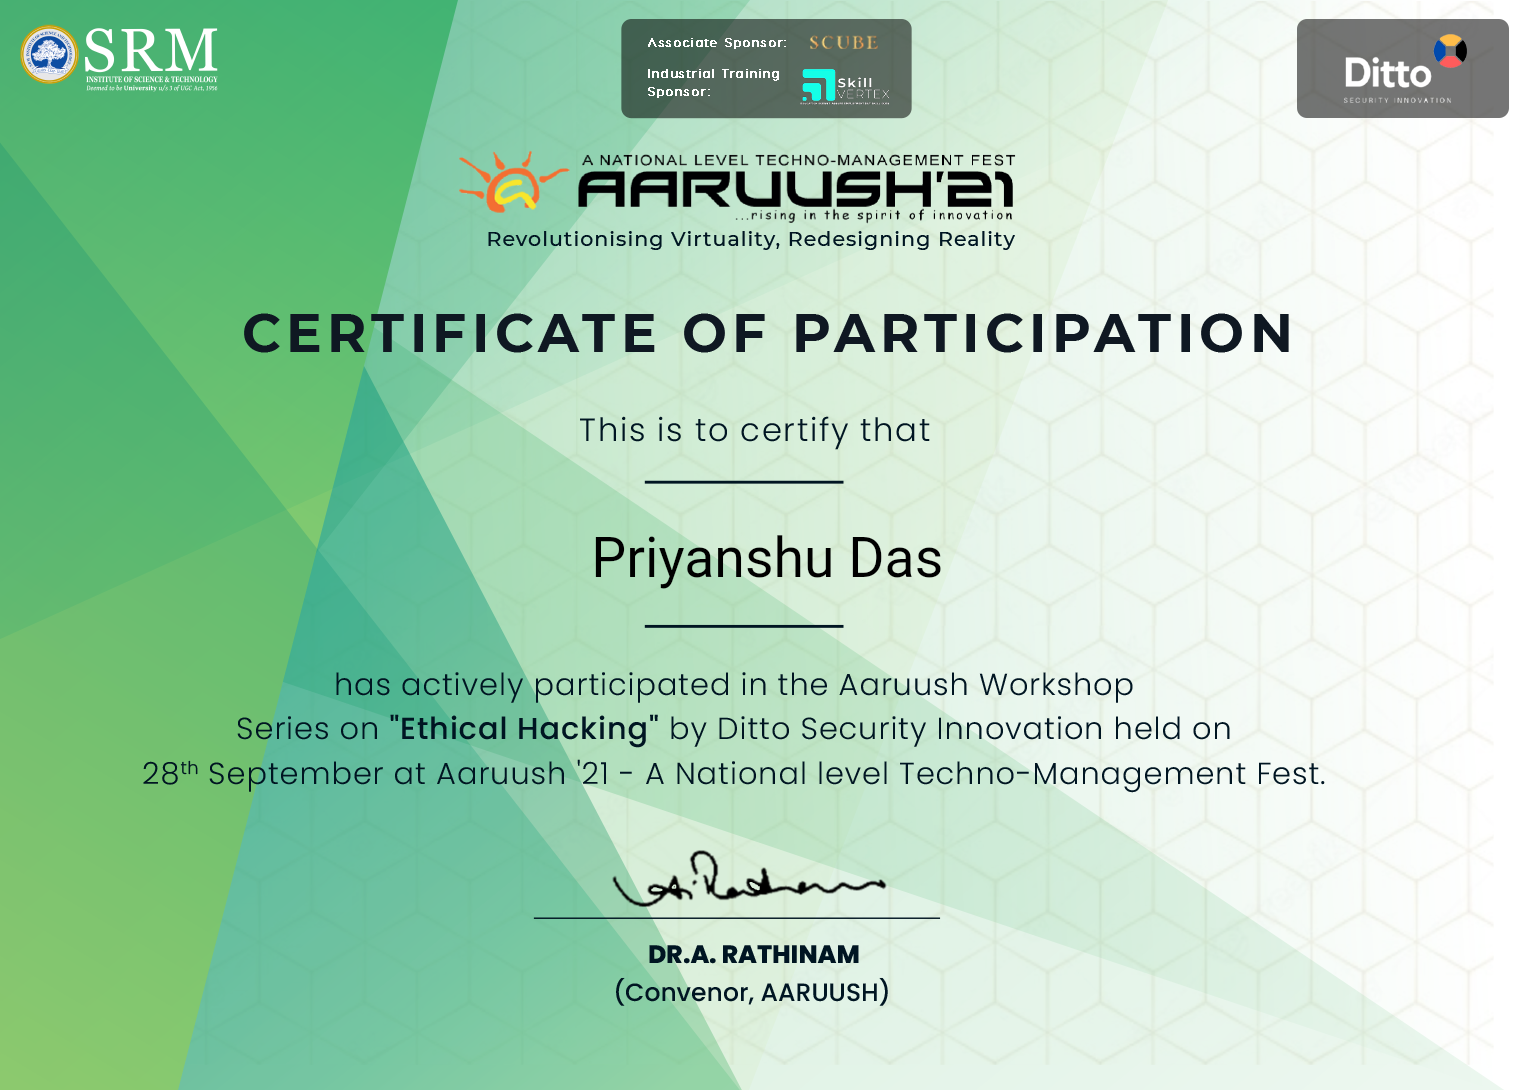 SRM
INSTITUTE OF SCIENCE & TECHNOLOGY
Deemed to be University u/s 3 of UGC Act, 1956
Associate Sponsor: SCUBE
Industrial Training
Sponsor:
Skill
VERTEX
Ditto
SECURITY INNOVATION
A NATIONAL LEVEL TECHNO-MANAGEMENT FEST
AARUUSH'21
...rising in the spirit of innovation
Revolutionising Virtuality, Redesigning Reality
CERTIFICATE OF PARTICIPATION
This is to certify that
Priyanshu Das
has actively participated in the Aaruush Workshop
Series on "Ethical Hacking" by Ditto Security Innovation held on
28th September at Aaruush '21 - A National level Techno-Management Fest.
A. Rathinam
DR.A. RATHINAM
(Convenor, AARUUSH)